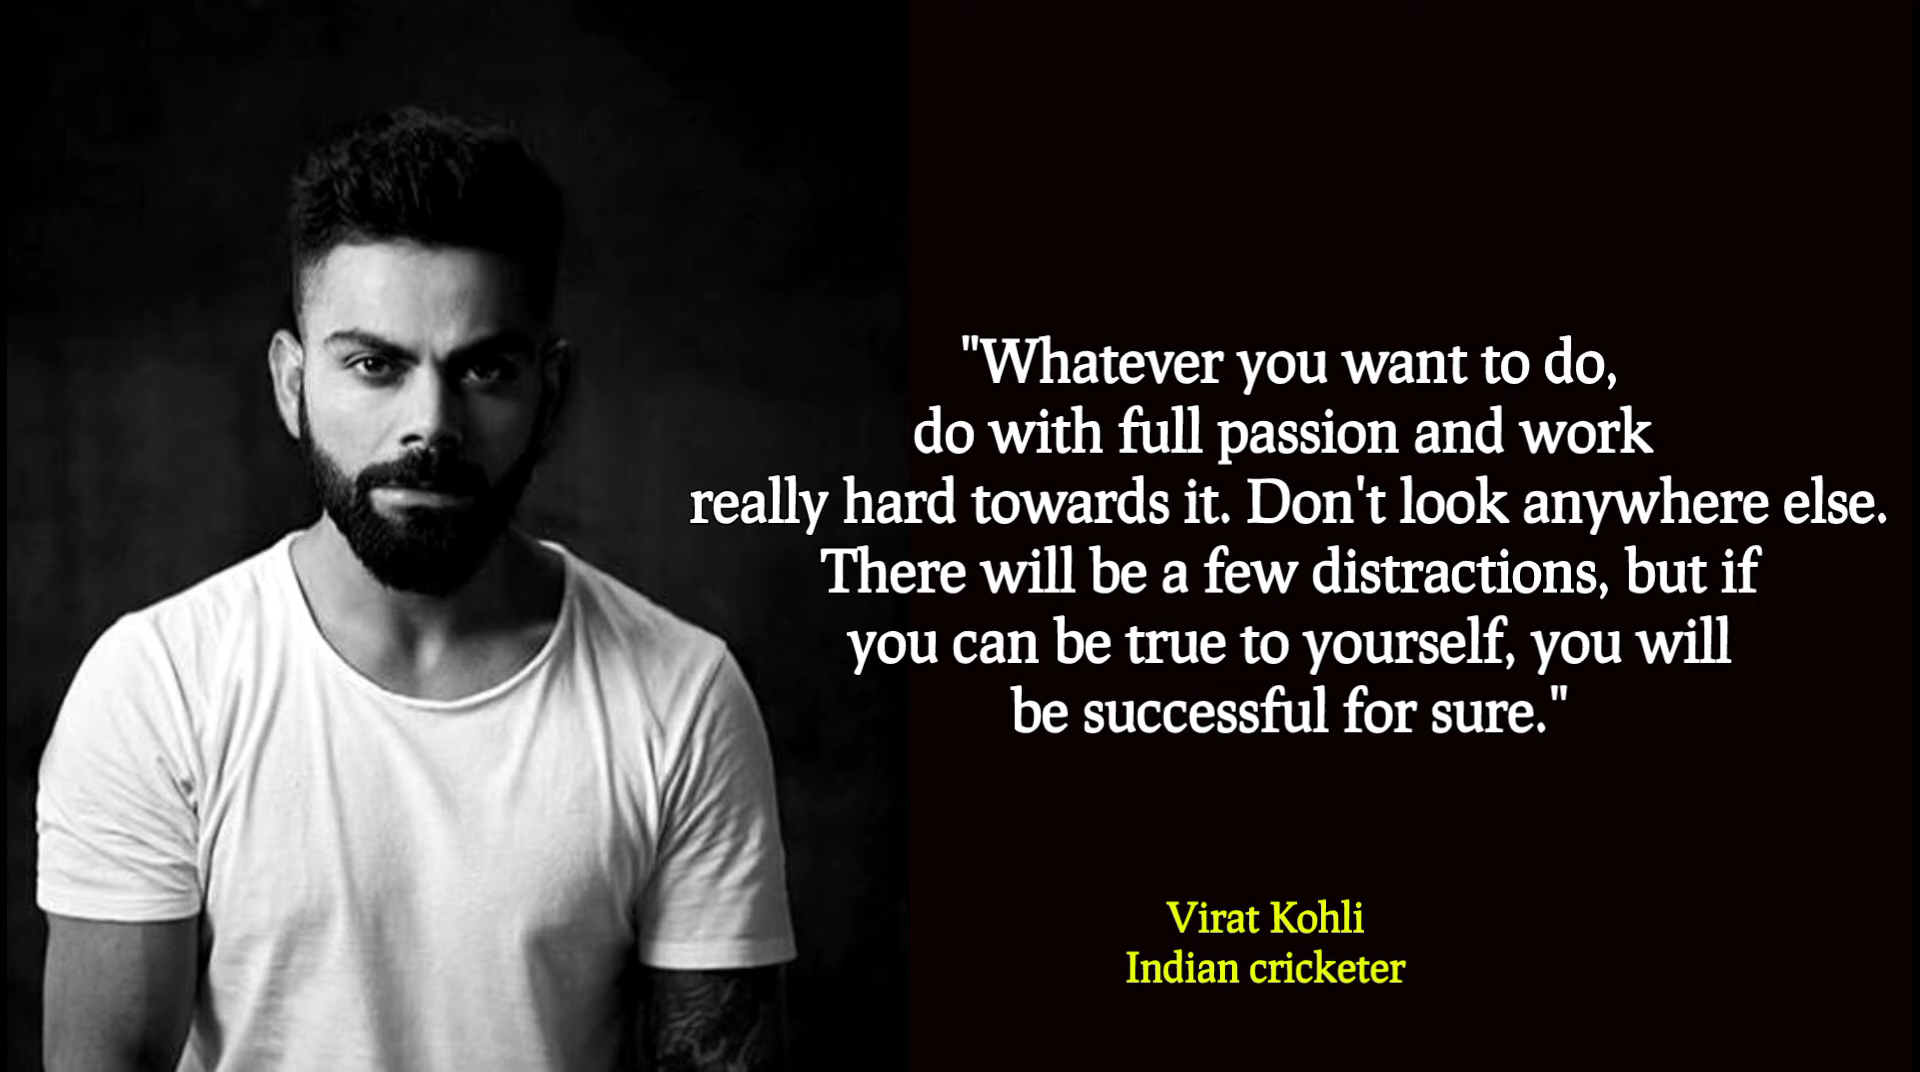 "Whatever you want to do,
do with full passion and work
really hard towards it. Don't look anywhere else.
There will be a few distractions, but if
you can be true to yourself, you will
be successful for sure."
Virat Kohli
Indian cricketer